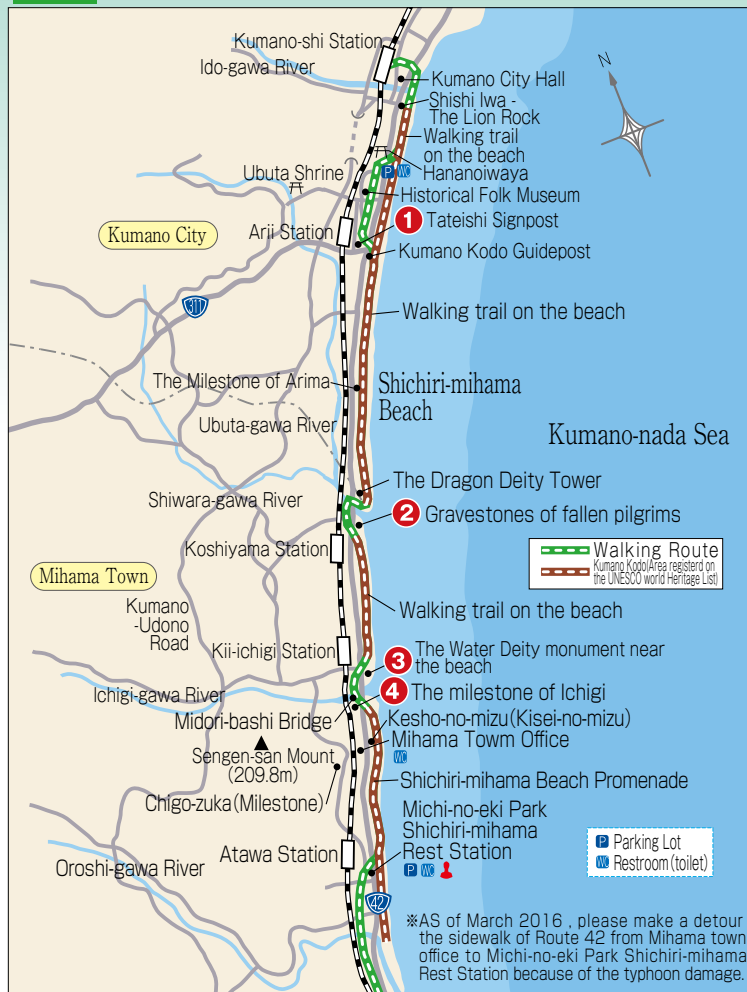 Kumano-shi Station
Ido-gawa River
N
Kumano City Hall
Shishi Iwa -
The Lion Rock
Walking trail
on the beach
Hananoiwaya
P WC
Ubuta Shrine
Historical Folk Museum
1 Tateishi Signpost
Arii Station
Kumano City
Kumano Kodo Guidepost
311
Walking trail on the beach
The Milestone of Arima
Shichiri-mihama
Beach
Ubuta-gawa River
Kumano-nada Sea
The Dragon Deity Tower
Shiwara-gawa River
2 Gravestones of fallen pilgrims
Koshiyama Station
Walking Route
Kumano Kodo(Area registerd on
the UNESCO world Heritage List)
Mihama Town
Kumano
-Udono
Road
Walking trail on the beach
Kii-ichigi Station
3 The Water Deity monument near
the beach
Ichigi-gawa River
4 The milestone of Ichigi
Midori-bashi Bridge
Kesho-no-mizu(Kisei-no-mizu)
Mihama Towm Office
WC
Sengen-san Mount
(209.8m)
Shichiri-mihama Beach Promenade
Chigo-zuka(Milestone)
Michi-no-eki Park
Shichiri-mihama
Rest Station
P WC
Atawa Station
Oroshi-gawa River
P Parking Lot
WC Restroom(toilet)
42
※AS of March 2016 , please make a detour
the sidewalk of Route 42 from Mihama town
office to Michi-no-eki Park Shichiri-mihama
Rest Station because of the typhoon damage.